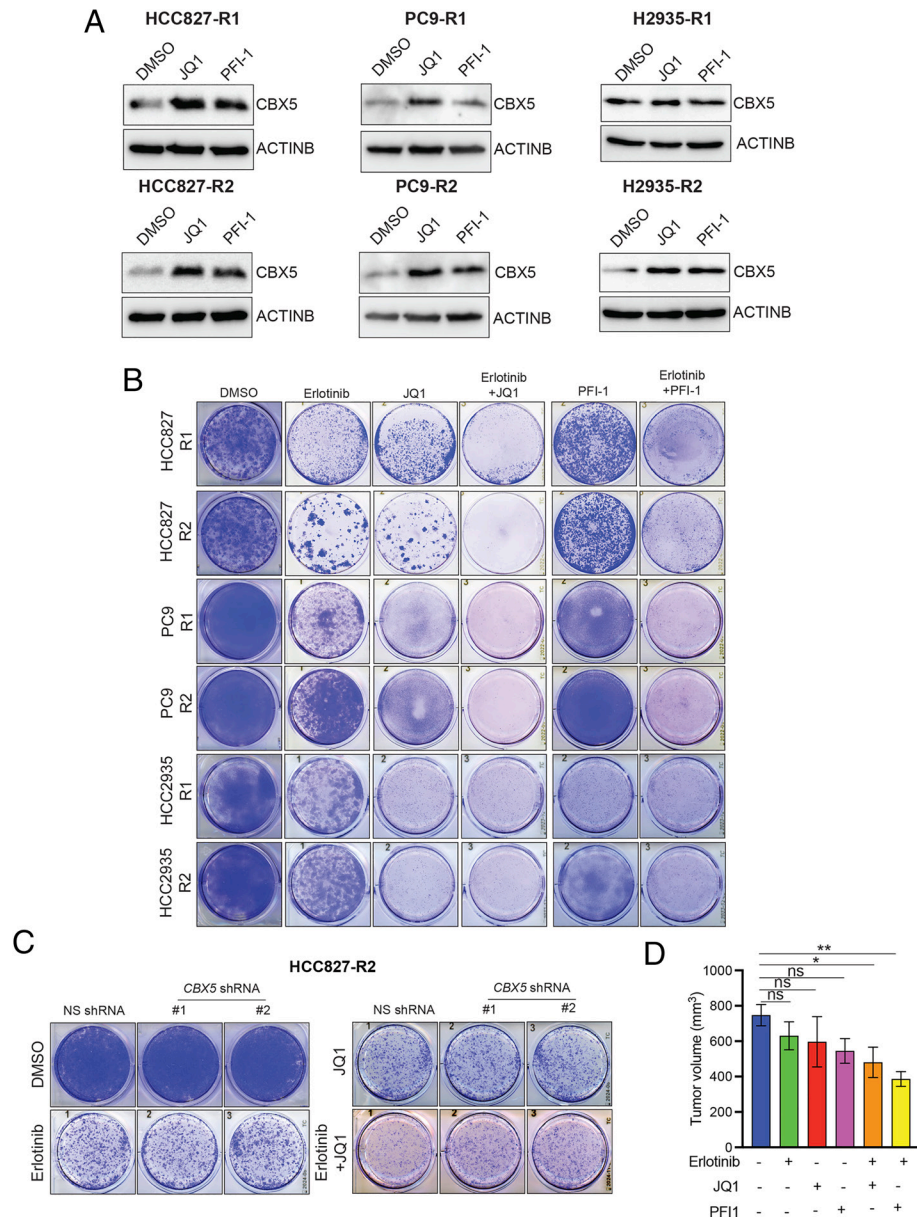 A
HCC827-R1 PC9-R1 H2935-R1
DMSO JQ1 PFI-1 DMSO JQ1 PFI-1 DMSO JQ1 PFI-1
CBX5 CBX5 CBX5
ACTINB ACTINB ACTINB
HCC827-R2 PC9-R2 H2935-R2
DMSO JQ1 PFI-1 DMSO JQ1 PFI-1 DMSO JQ1 PFI-1
CBX5 CBX5 CBX5
ACTINB ACTINB ACTINB
B
DMSO Erlotinib JQ1 Erlotinib +JQ1 PFI-1 Erlotinib +PFI-1
HCC827 R1
HCC827 R2
PC9 R1
PC9 R2
HCC2935 R1
HCC2935 R2
C
HCC827-R2
NS shRNA CBX5 shRNA #1 #2 NS shRNA CBX5 shRNA #1 #2
DMSO JQ1
Erlotinib Erlotinib +JQ1
D
**
*
ns
ns
ns
Tumor volume (mm³)
1000
800
600
400
200
0
Erlotinib - + - - + +
JQ1 - - + - + -
PFI1 - - - + - +